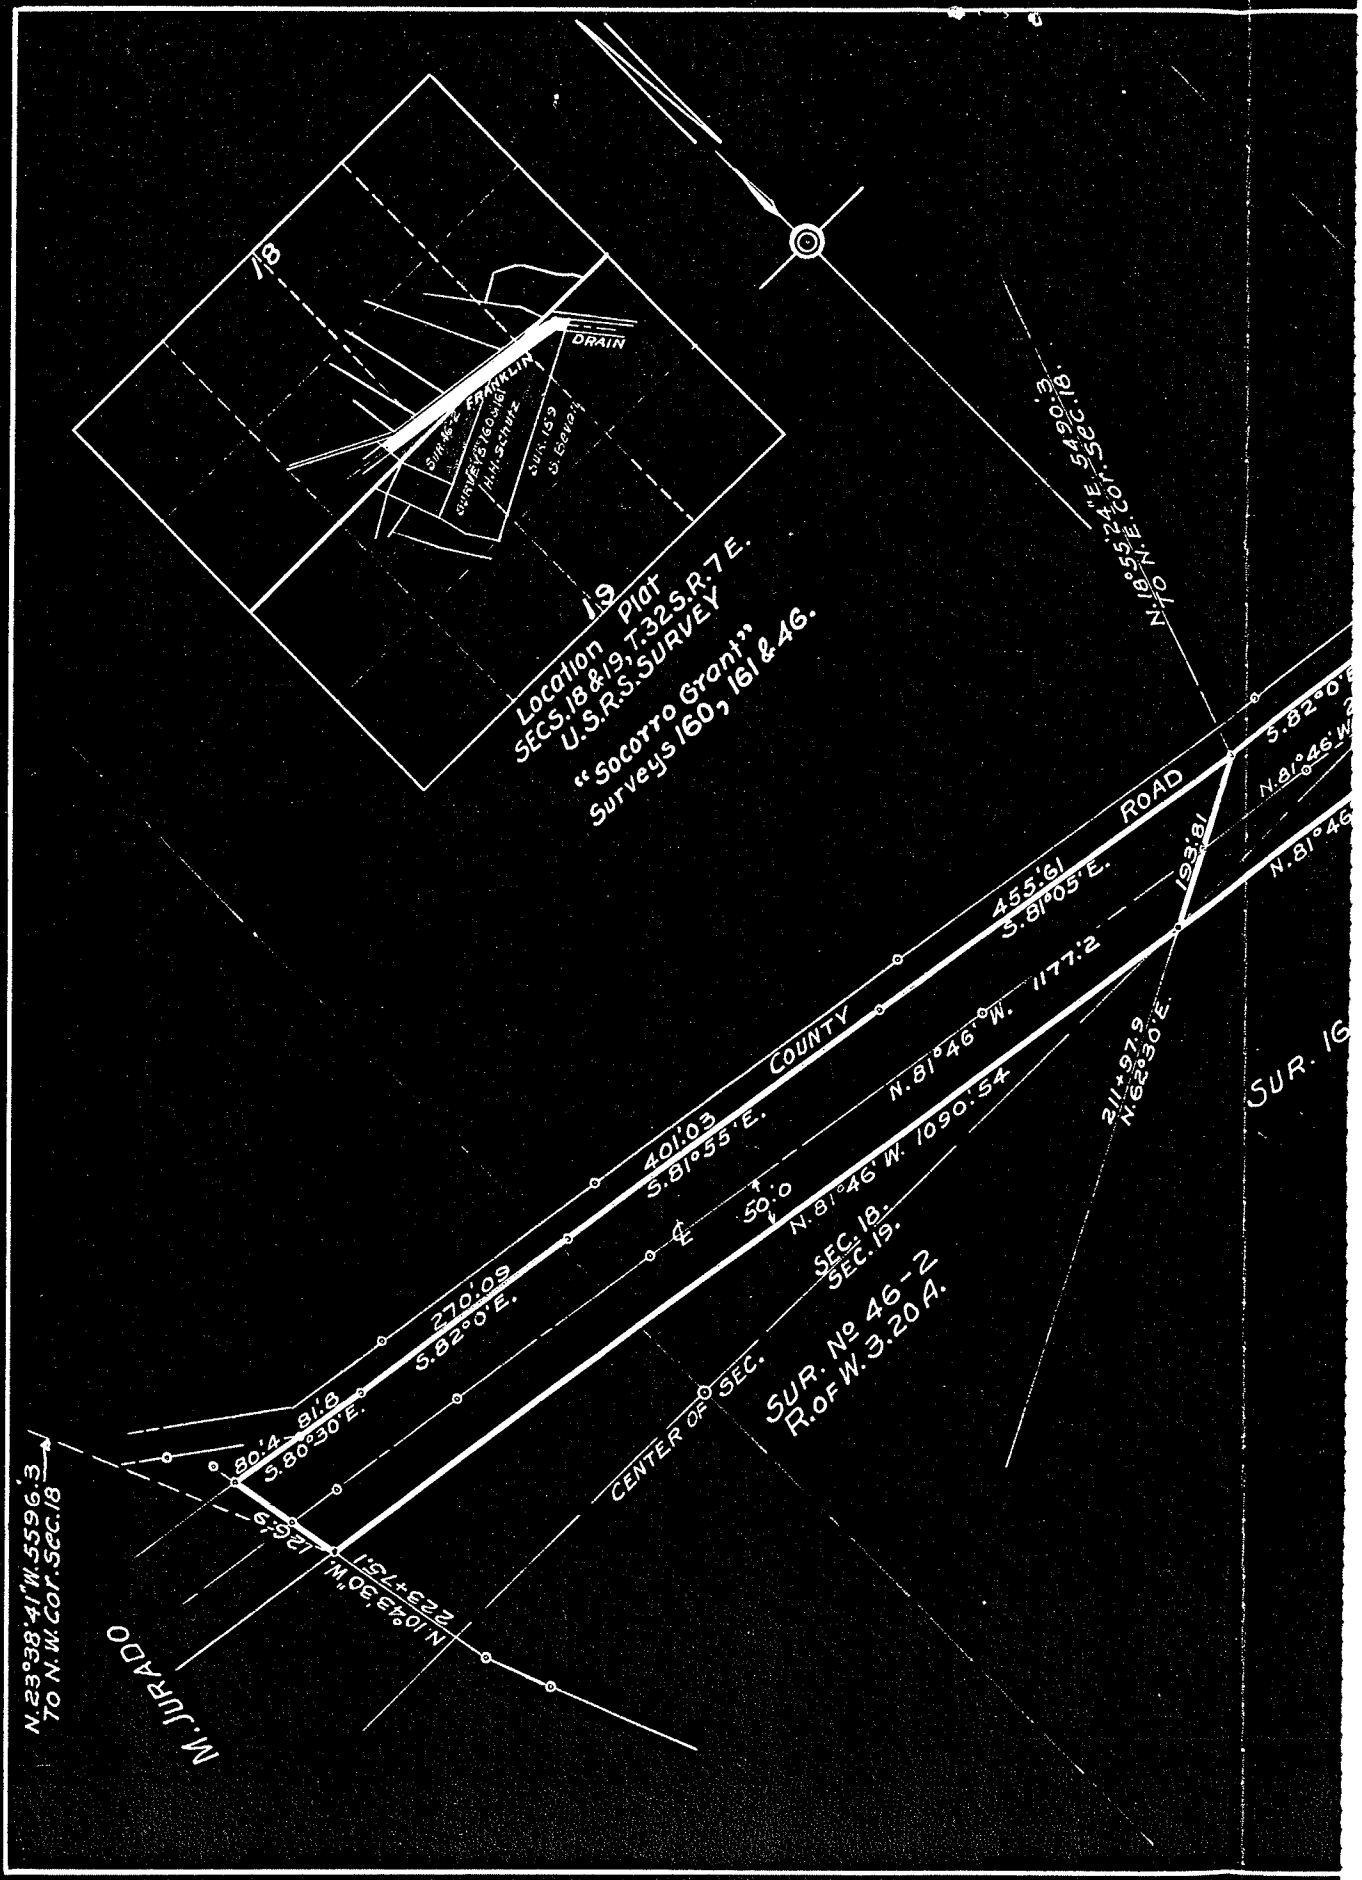 18
DRAIN
FRANKLIN
SUR. 46-2
SURVEYS 160 & 161
H.H. SCHUTZ
SUR. 159
19
Location Plat
SECS. 18 & 19, T. 32 S. R. 7 E.
U.S.R.S. SURVEY
"Socorro Grant"
Surveys 160, 161 & 46.
N. 18° 55' 24" E. 5490.'3
TO N.E. COR. SEC. 18.
S. 82° 0' E
N. 81° 46' W
N. 81° 46'
193.'81
ROAD
455.'61
S. 81° 05' E.
1177.'2
N. 81° 46' W.
COUNTY
401.'03
S. 81° 55' E.
N. 81° 46' W. 1090.'54
50.'0
℄
211+97.9
N. 62° 30' E.
SUR. 16
SEC. 18.
SEC. 19.
SUR. Nº 46-2
R. OF W. 3.20 A.
CENTER OF SEC.
270.'09
S. 82° 0' E.
81.'8
80.'4
S. 80° 30' E.
126.'9
N 10° 43' 30" W.
223+75.1
N. 23° 38' 41" W. 5596.'3
TO N.W. Cor. Sec. 18
M. JURADO